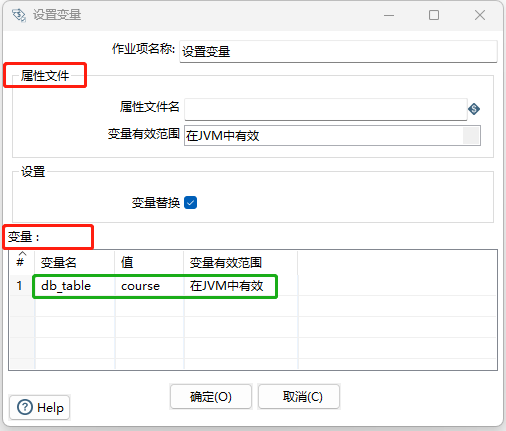 设置变量
作业项名称: 设置变量
属性文件
属性文件名
变量有效范围 在JVM中有效
设置
变量替换
变量 :
# 变量名 值 变量有效范围
1 db_table course 在JVM中有效
确定(O) 取消(C)
Help